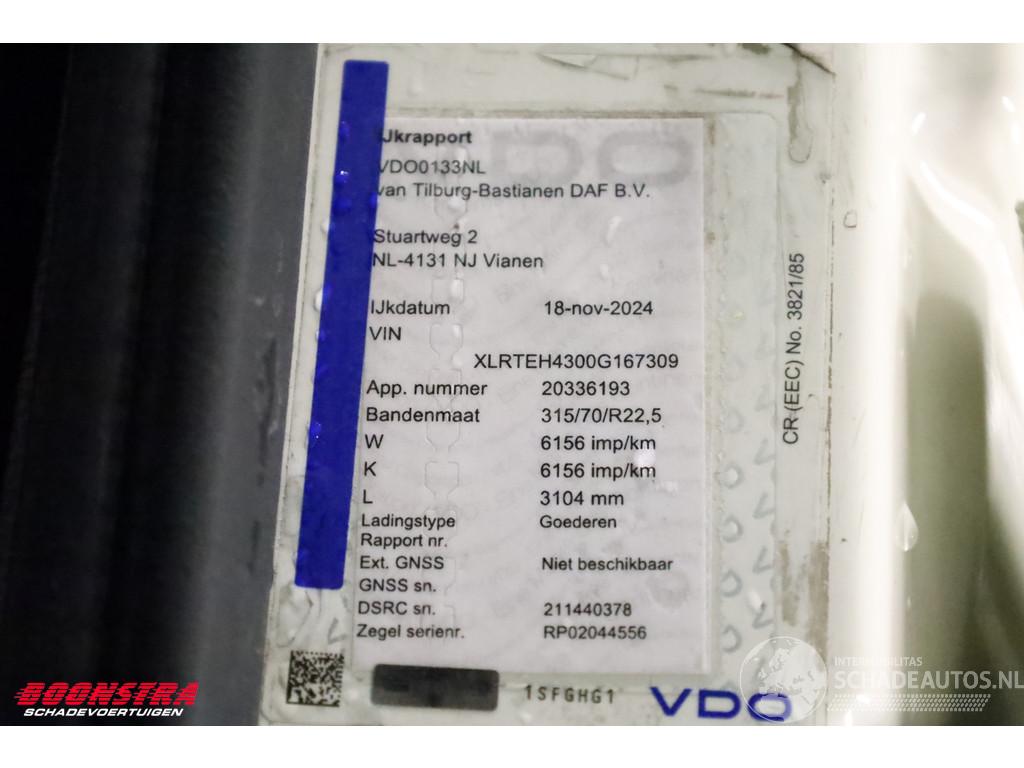 IJkrapport
VDO0133NL
van Tilburg-Bastianen DAF B.V.
Stuartweg 2
NL-4131 NJ Vianen
IJkdatum 18-nov-2024
VIN
XLRTEH4300G167309
App. nummer 20336193
Bandenmaat 315/70/R22,5
W 6156 imp/km
K 6156 imp/km
L 3104 mm
Ladingstype Goederen
Rapport nr.
Ext. GNSS Niet beschikbaar
GNSS sn.
DSRC sn. 211440378
Zegel serienr. RP02044556
1SFGHG1
VDO
CR (EEC) No. 3821/85
BOONSTRA
SCHADEVOERTUIGEN
INTERMOBILITAS
SCHADEAUTOS.NL